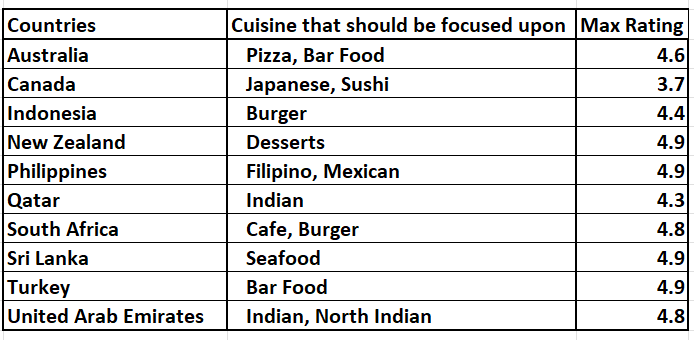 Countries Cuisine that should be focused upon Max Rating
Australia Pizza, Bar Food 4.6
Canada Japanese, Sushi 3.7
Indonesia Burger 4.4
New Zealand Desserts 4.9
Philippines Filipino, Mexican 4.9
Qatar Indian 4.3
South Africa Cafe, Burger 4.8
Sri Lanka Seafood 4.9
Turkey Bar Food 4.9
United Arab Emirates Indian, North Indian 4.8